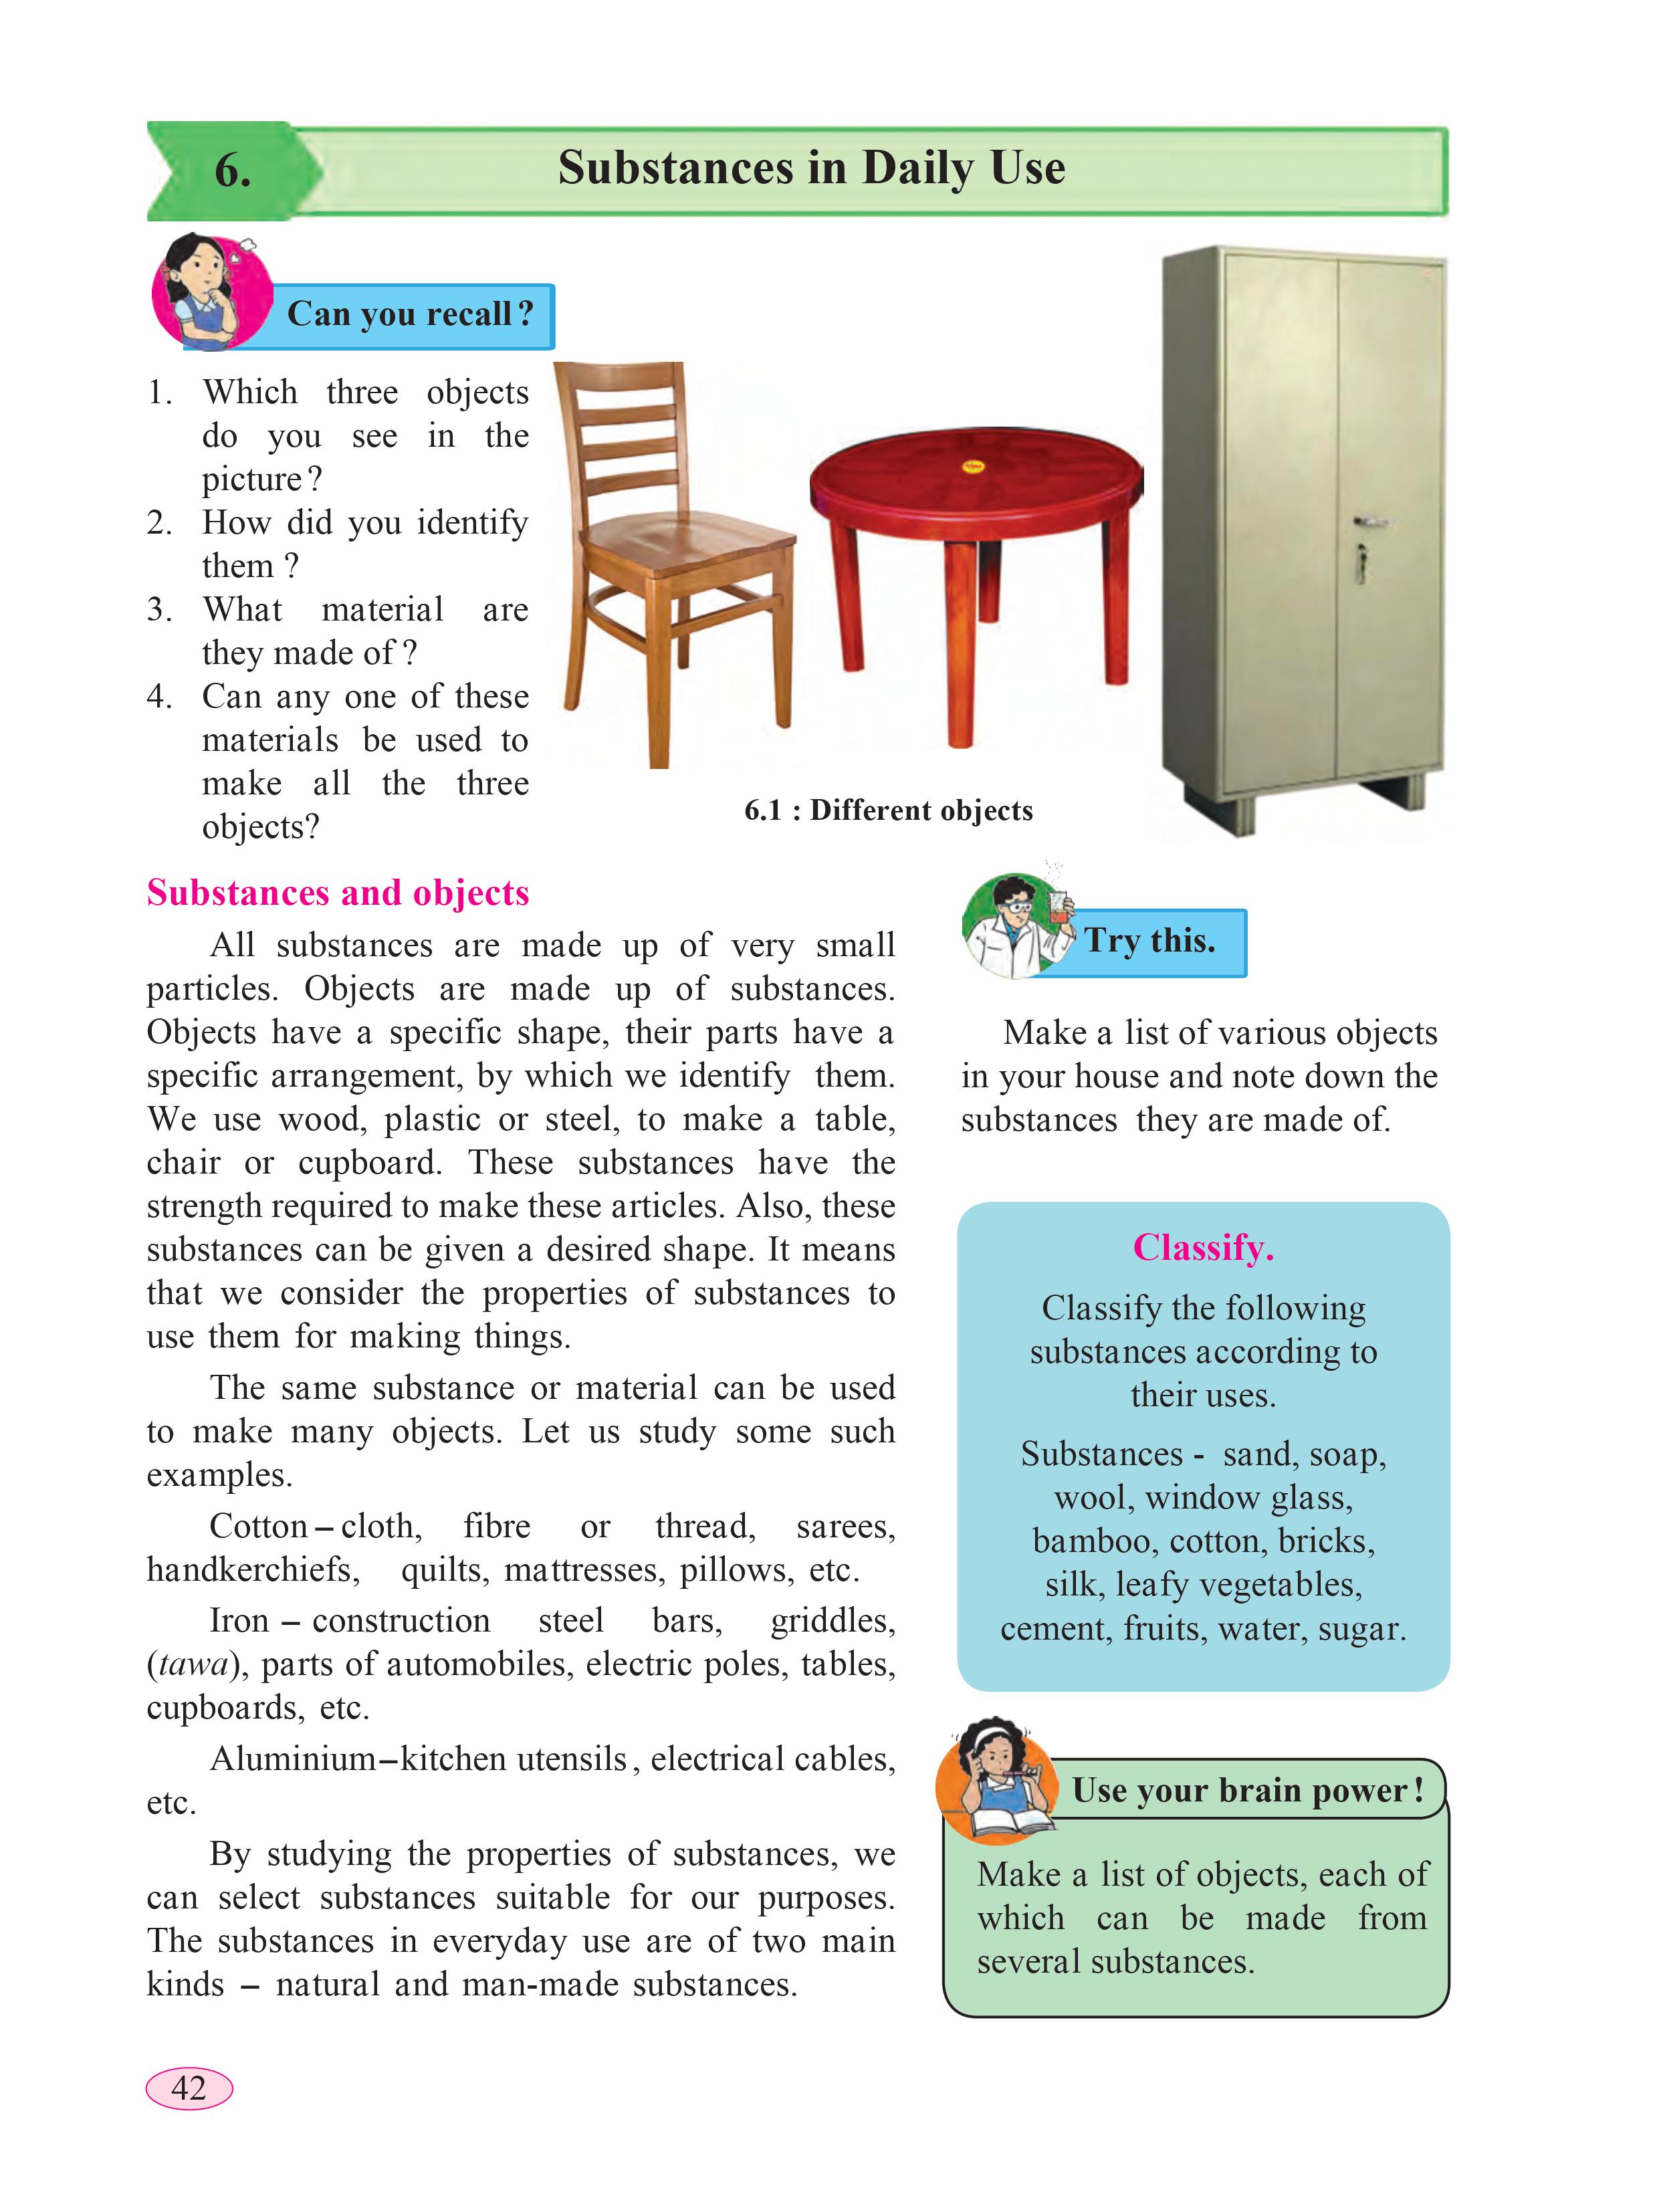 6.
Substances in Daily Use
Can you recall ?
1. Which three objects
do you see in the
picture ?
2. How did you identify
them ?
3. What material are
they made of ?
4. Can any one of these
materials be used to
make all the three
objects?
6.1 : Different objects
Substances and objects
All substances are made up of very small
particles. Objects are made up of substances.
Objects have a specific shape, their parts have a
specific arrangement, by which we identify them.
We use wood, plastic or steel, to make a table,
chair or cupboard. These substances have the
strength required to make these articles. Also, these
substances can be given a desired shape. It means
that we consider the properties of substances to
use them for making things.
The same substance or material can be used
to make many objects. Let us study some such
examples.
Cotton – cloth, fibre or thread, sarees,
handkerchiefs, quilts, mattresses, pillows, etc.
Iron – construction steel bars, griddles,
(tawa), parts of automobiles, electric poles, tables,
cupboards, etc.
Aluminium–kitchen utensils , electrical cables,
etc.
By studying the properties of substances, we
can select substances suitable for our purposes.
The substances in everyday use are of two main
kinds – natural and man-made substances.
Try this.
Make a list of various objects
in your house and note down the
substances they are made of.
Classify.
Classify the following
substances according to
their uses.
Substances - sand, soap,
wool, window glass,
bamboo, cotton, bricks,
silk, leafy vegetables,
cement, fruits, water, sugar.
Use your brain power !
Make a list of objects, each of
which can be made from
several substances.
42